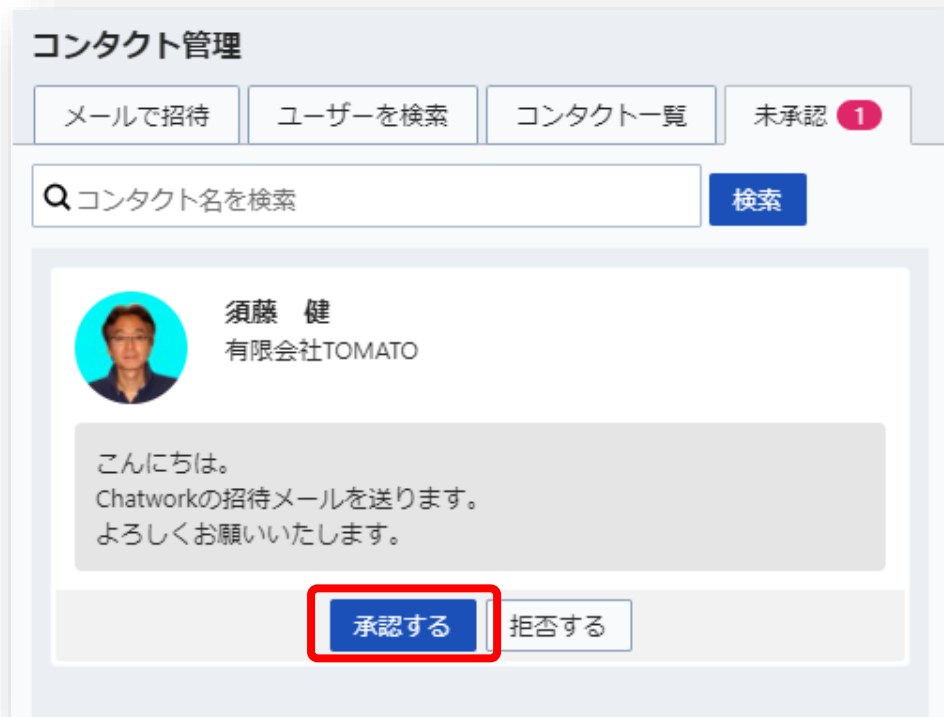 コンタクト管理
メールで招待
ユーザーを検索
コンタクト一覧
未承認 1
コンタクト名を検索
検索
須藤　健
有限会社TOMATO
こんにちは。
Chatworkの招待メールを送ります。
よろしくお願いいたします。
承認する
拒否する